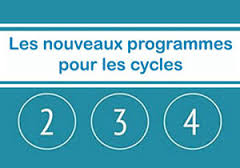 Les nouveaux programmes
pour les cycles
2 3 4